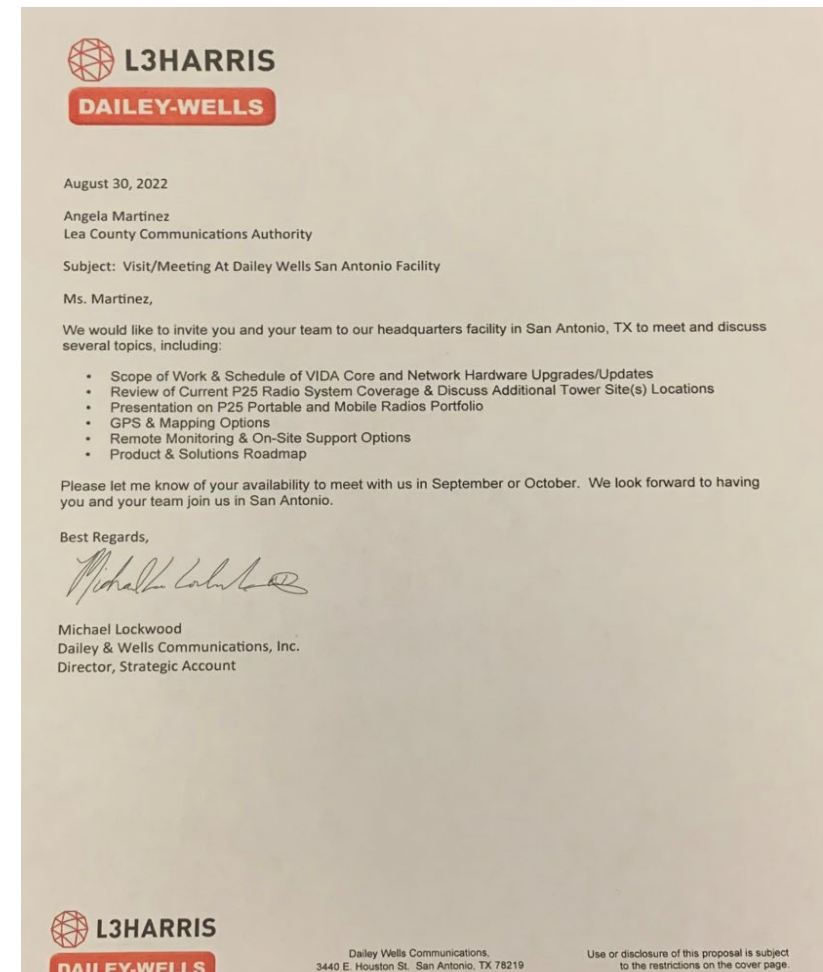 L3HARRIS
DAILEY-WELLS
August 30, 2022
Angela Martinez
Lea County Communications Authority
Subject: Visit/Meeting At Dailey Wells San Antonio Facility
Ms. Martinez,
We would like to invite you and your team to our headquarters facility in San Antonio, TX to meet and discuss
several topics, including:
• Scope of Work & Schedule of VIDA Core and Network Hardware Upgrades/Updates
• Review of Current P25 Radio System Coverage & Discuss Additional Tower Site(s) Locations
• Presentation on P25 Portable and Mobile Radios Portfolio
• GPS & Mapping Options
• Remote Monitoring & On-Site Support Options
• Product & Solutions Roadmap
Please let me know of your availability to meet with us in September or October. We look forward to having
you and your team join us in San Antonio.
Best Regards,
Michael Lockwood
Dailey & Wells Communications, Inc.
Director, Strategic Account
L3HARRIS
DAILEY-WELLS
Dailey Wells Communications,
3440 E. Houston St. San Antonio, TX 78219
Use or disclosure of this proposal is subject
to the restrictions on the cover page.